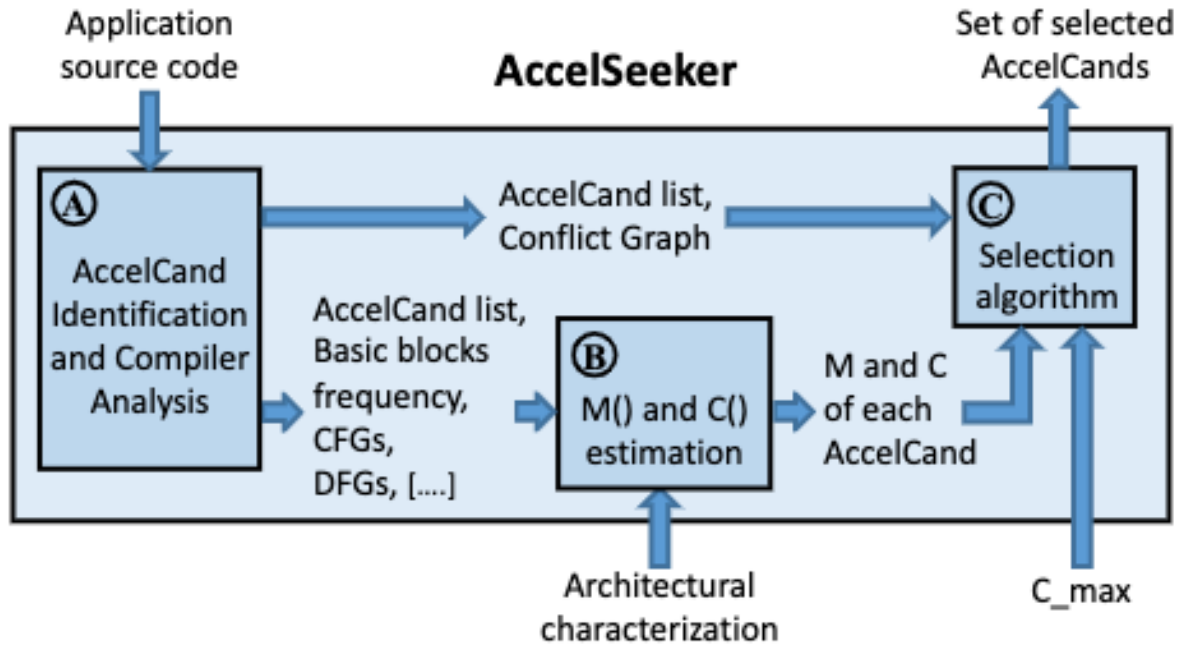 Application
source code
AccelSeeker
Set of selected
AccelCands
A
AccelCand
Identification
and Compiler
Analysis
AccelCand list,
Conflict Graph
C
Selection
algorithm
AccelCand list,
Basic blocks
frequency,
CFGs,
DFGs, [....]
B
M() and C()
estimation
M and C
of each
AccelCand
Architectural
characterization
C_max